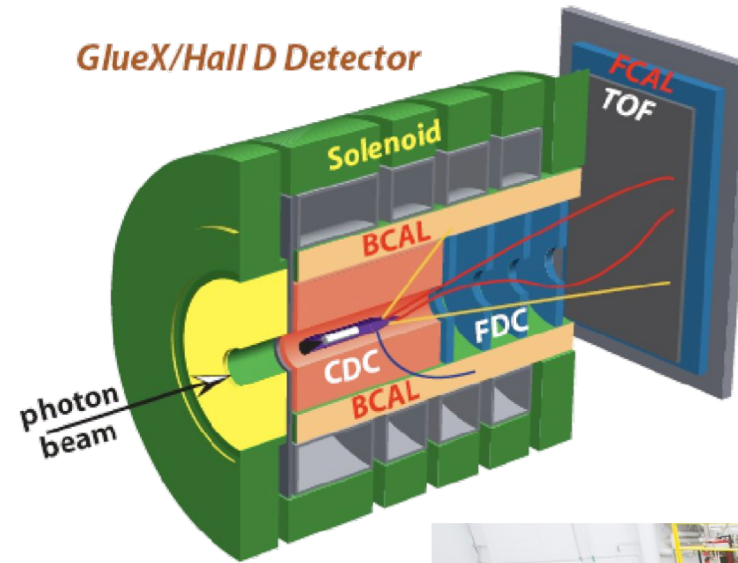 GlueX/Hall D Detector
FCAL
TOF
Solenoid
BCAL
FDC
CDC
BCAL
photon
beam